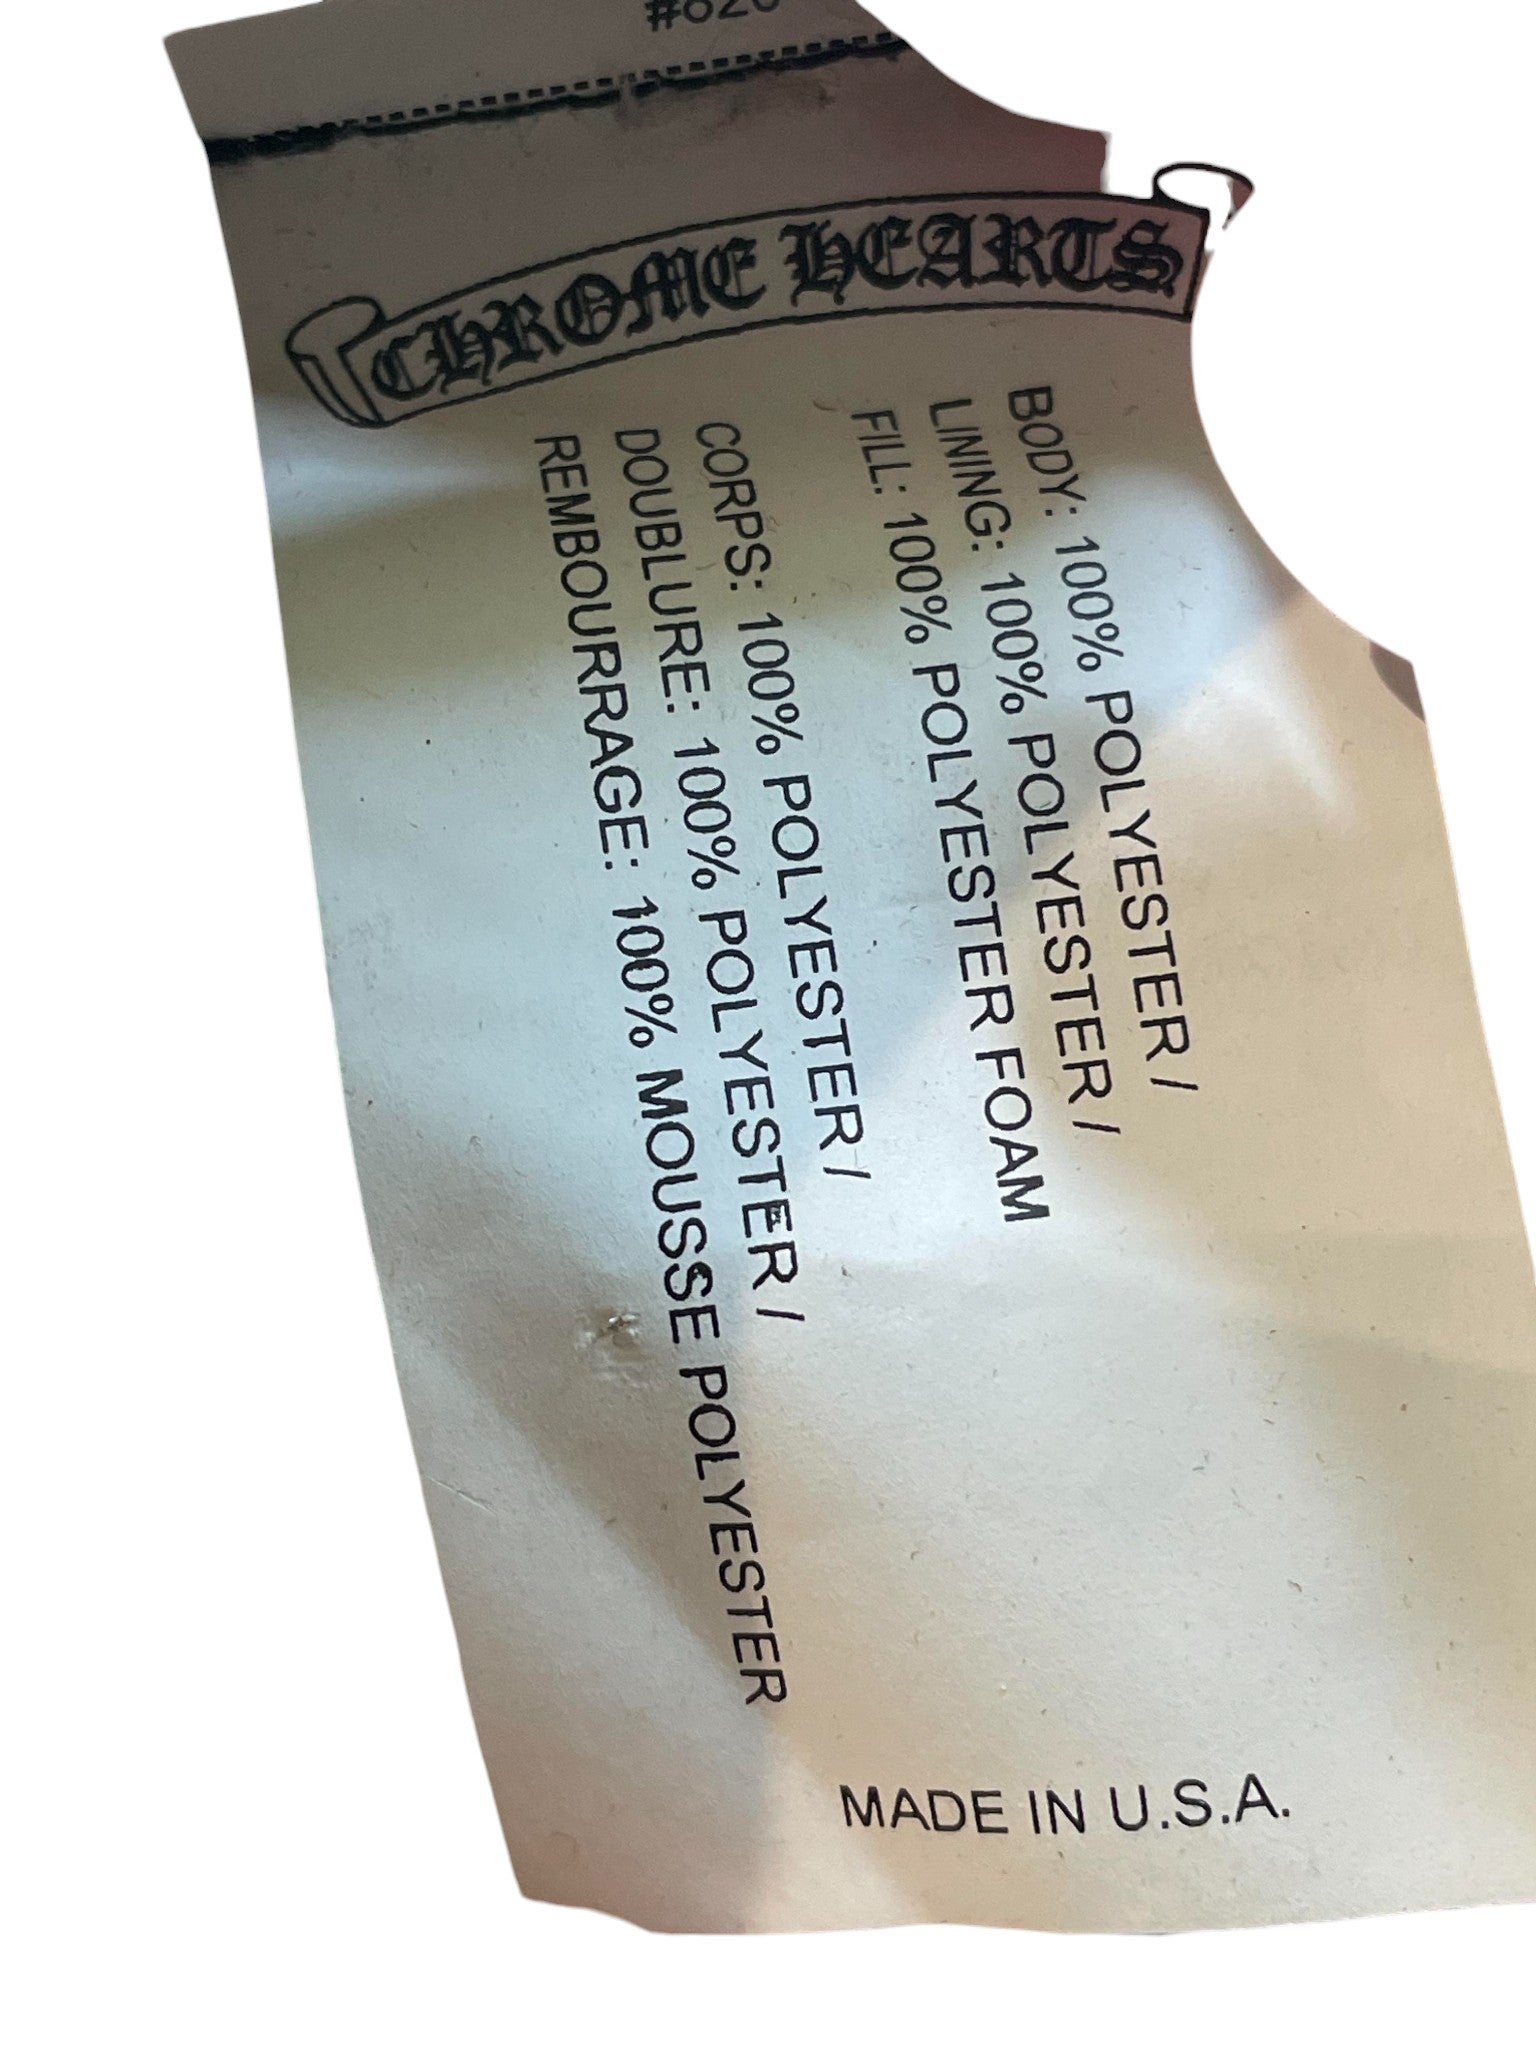 CHROME HEARTS
BODY: 100% POLYESTER /
LINING: 100% POLYESTER /
FILL: 100% POLYESTER FOAM
CORPS: 100% POLYESTER /
DOUBLURE: 100% POLYESTER /
REMBOURRAGE: 100% MOUSSE POLYESTER
MADE IN U.S.A.